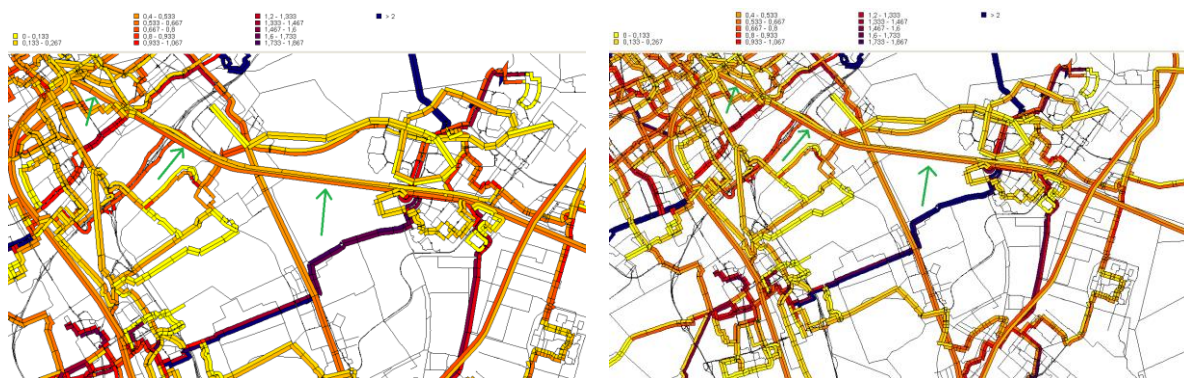 0,4 - 0,533
0,533 - 0,667
0,667 - 0,8
0,8 - 0,933
0,933 - 1,067
1,2 - 1,333
1,333 - 1,467
1,467 - 1,6
1,6 - 1,733
1,733 - 1,867
> 2
0 - 0,133
0,133 - 0,267
0,4 - 0,533
0,533 - 0,667
0,667 - 0,8
0,8 - 0,933
0,933 - 1,067
1,2 - 1,333
1,333 - 1,467
1,467 - 1,6
1,6 - 1,733
1,733 - 1,867
> 2
0 - 0,133
0,133 - 0,267